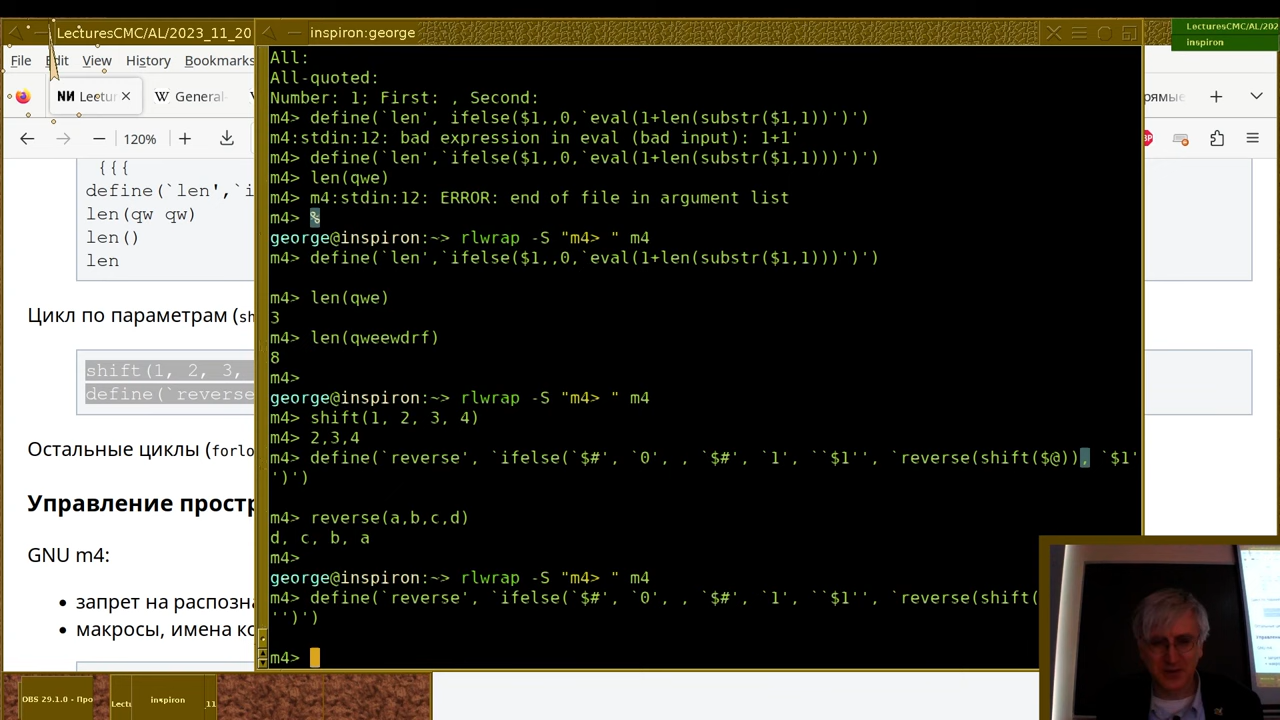 LecturesCMC/AL/2023_11_20
inspiron:george
LecturesCMC/AL/202
inspiron
File Edit View History Bookmarks
Lectu
General-
рямые
120%
{{{
define(`len',`i
len(qw qw)
len()
len
Цикл по параметрам (sh
shift(1, 2, 3,
define(`reverse
Остальные циклы (forlo
Управление простр
GNU m4:
• запрет на распозна
• макросы, имена ко
All:
All-quoted:
Number: 1; First: , Second:
m4> define(`len', ifelse($1,,0,`eval(1+len(substr($1,1))')')
m4:stdin:12: bad expression in eval (bad input): 1+1'
m4> define(`len',`ifelse($1,,0,`eval(1+len(substr($1,1)))')')
m4> len(qwe)
m4> m4:stdin:12: ERROR: end of file in argument list
m4> %
george@inspiron:~> rlwrap -S "m4> " m4
m4> define(`len',`ifelse($1,,0,`eval(1+len(substr($1,1)))')')
m4> len(qwe)
3
m4> len(qweewdrf)
8
m4>
george@inspiron:~> rlwrap -S "m4> " m4
m4> shift(1, 2, 3, 4)
m4> 2,3,4
m4> define(`reverse', `ifelse(`$#', `0', , `$#', `1', ``$1'', `reverse(shift($@)), `$1'
')')
m4> reverse(a,b,c,d)
d, c, b, a
m4>
george@inspiron:~> rlwrap -S "m4> " m4
m4> define(`reverse', `ifelse(`$#', `0', , `$#', `1', ``$1'', `reverse(shift(
'')')
m4>
OBS 29.1.0 - Про
Lectu
inspiron
11